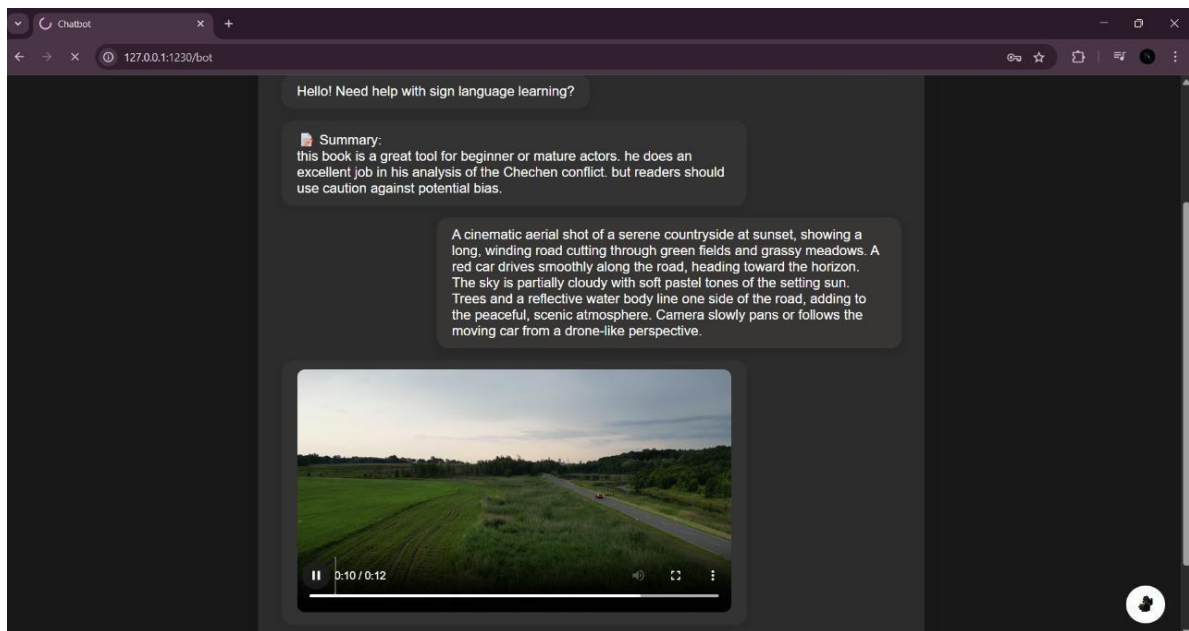 Chatbot
127.0.0.1:1230/bot
Hello! Need help with sign language learning?
Summary:
this book is a great tool for beginner or mature actors. he does an
excellent job in his analysis of the Chechen conflict. but readers should
use caution against potential bias.
A cinematic aerial shot of a serene countryside at sunset, showing a
long, winding road cutting through green fields and grassy meadows. A
red car drives smoothly along the road, heading toward the horizon.
The sky is partially cloudy with soft pastel tones of the setting sun.
Trees and a reflective water body line one side of the road, adding to
the peaceful, scenic atmosphere. Camera slowly pans or follows the
moving car from a drone-like perspective.
0:10 / 0:12